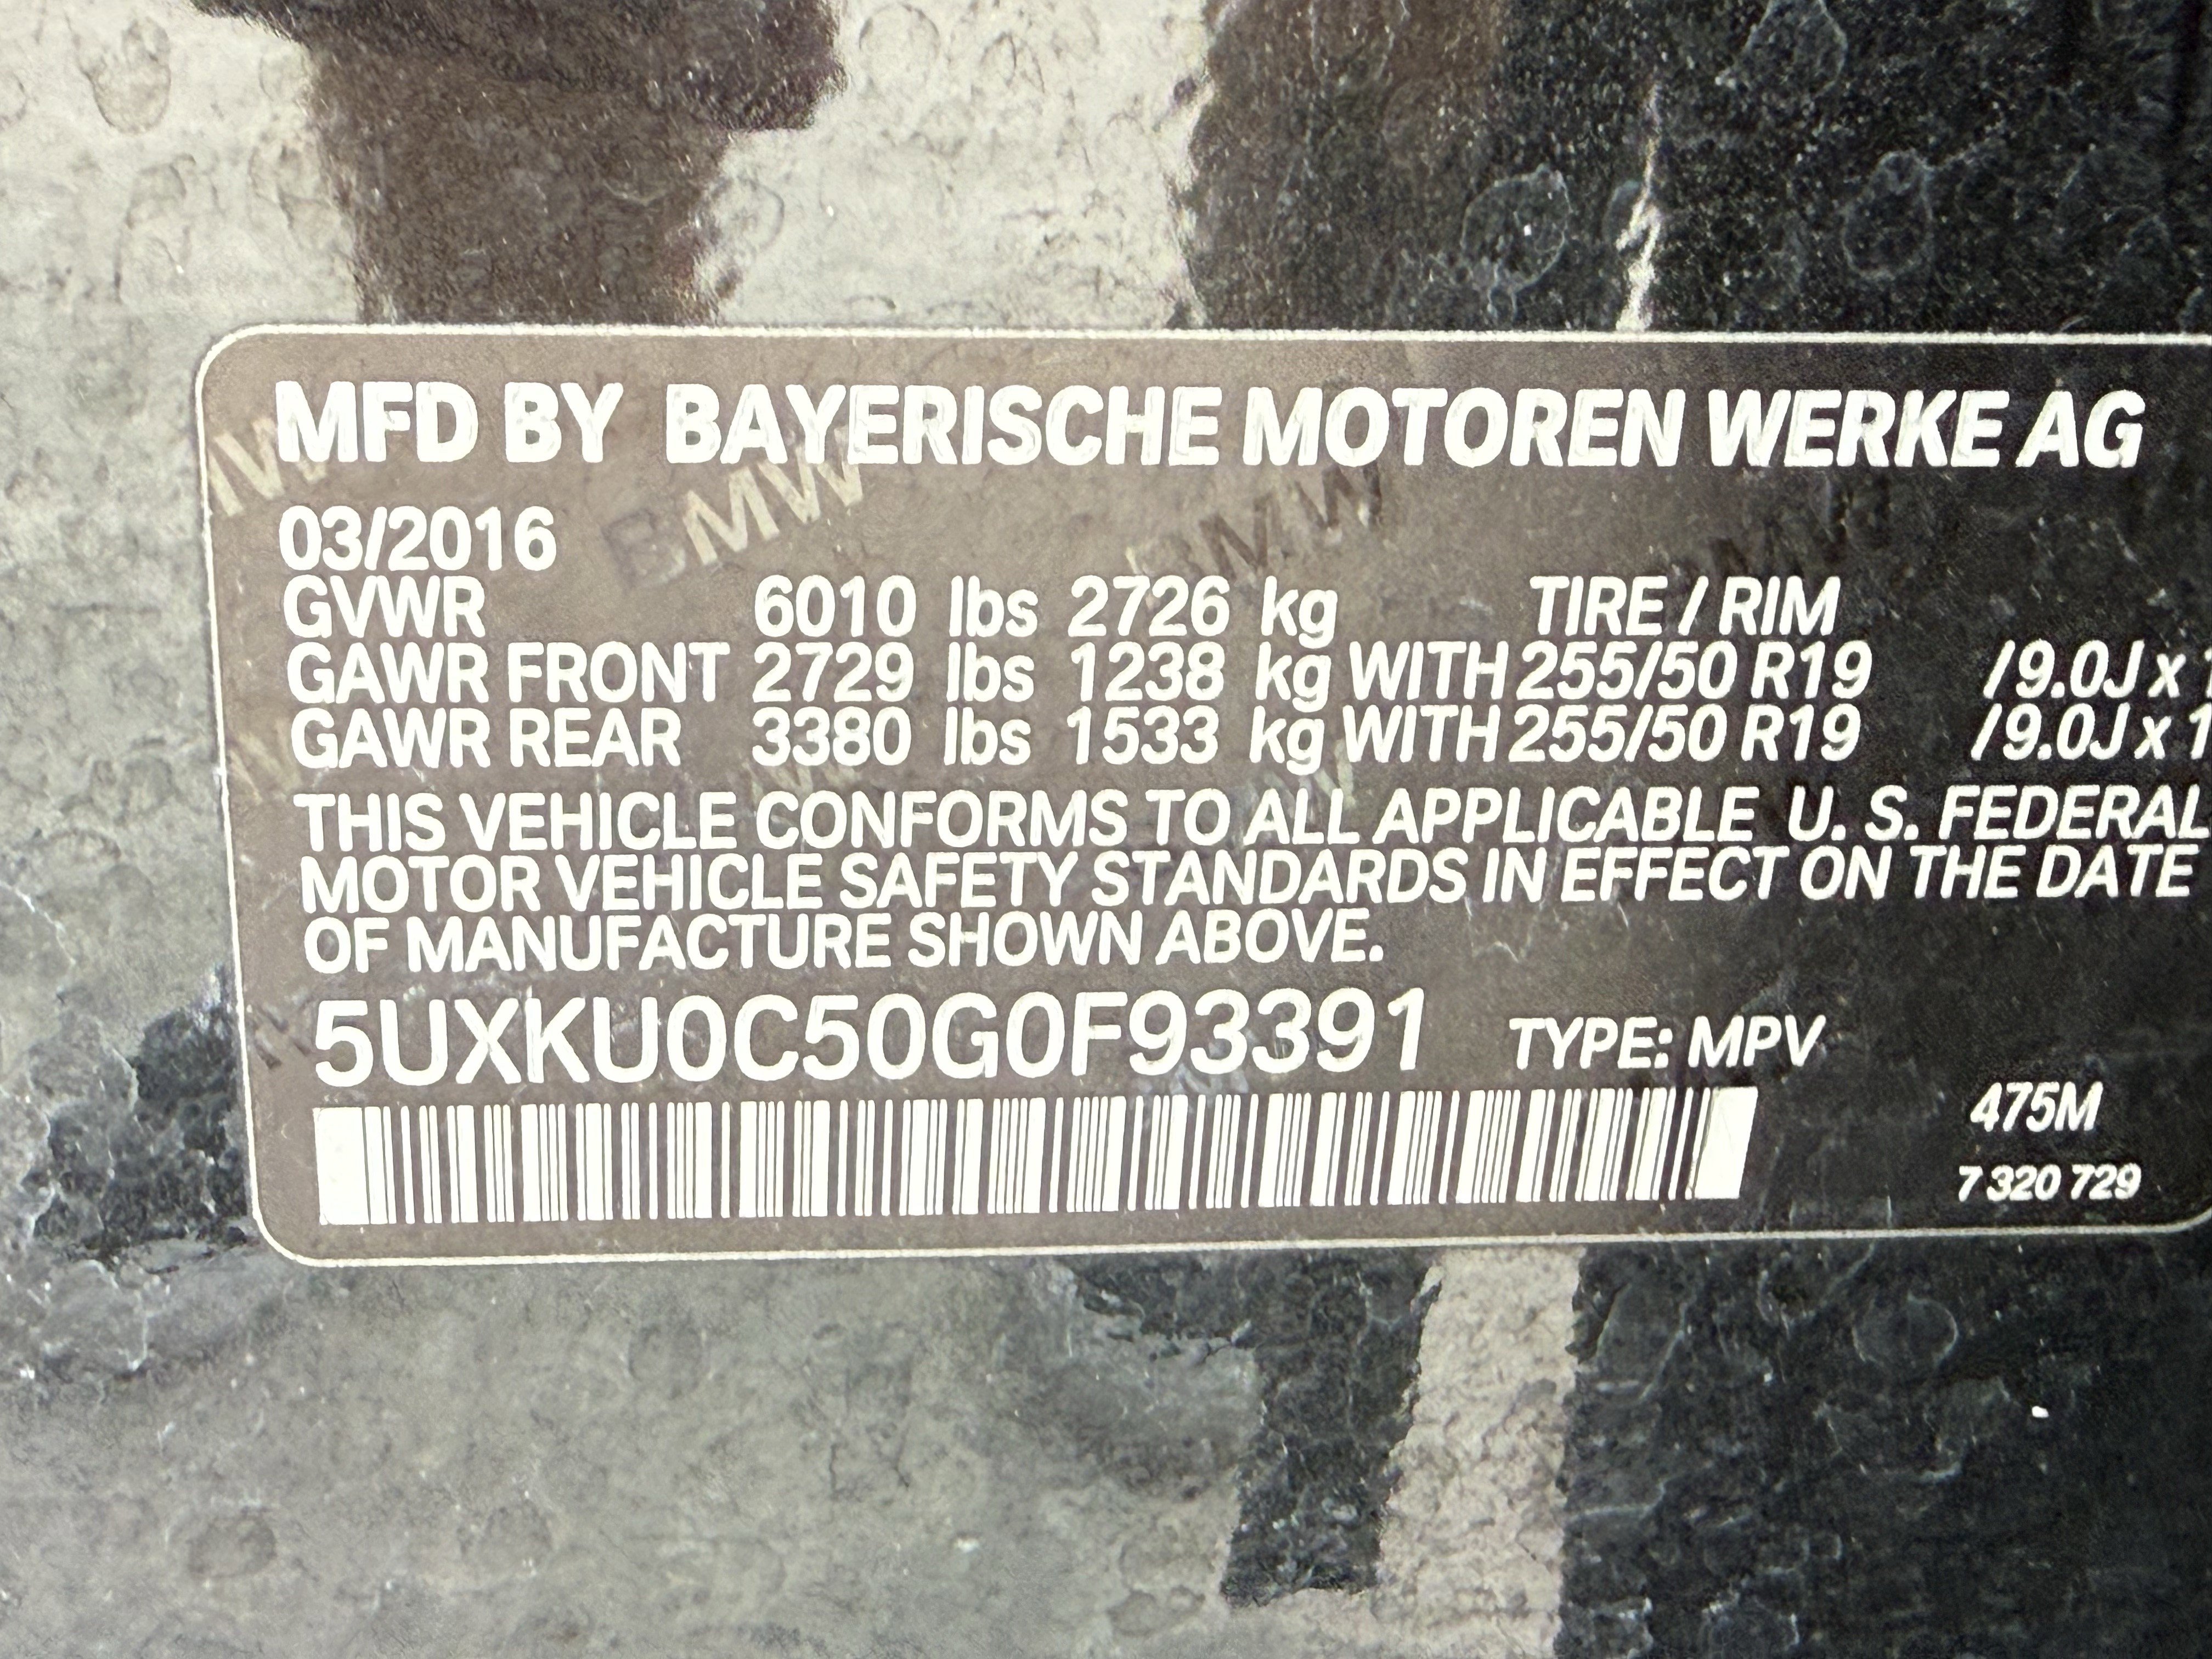 MFD BY BAYERISCHE MOTOREN WERKE AG
03/2016
GVWR 6010 lbs 2726 kg TIRE / RIM
GAWR FRONT 2729 lbs 1238 kg WITH 255/50 R19 /9.0J x
GAWR REAR 3380 lbs 1533 kg WITH 255/50 R19 /9.0J x 1
THIS VEHICLE CONFORMS TO ALL APPLICABLE U. S. FEDERAL
MOTOR VEHICLE SAFETY STANDARDS IN EFFECT ON THE DATE
OF MANUFACTURE SHOWN ABOVE.
5UXKU0C50G0F93391 TYPE: MPV
475M
7 320 729
BMW
BMW